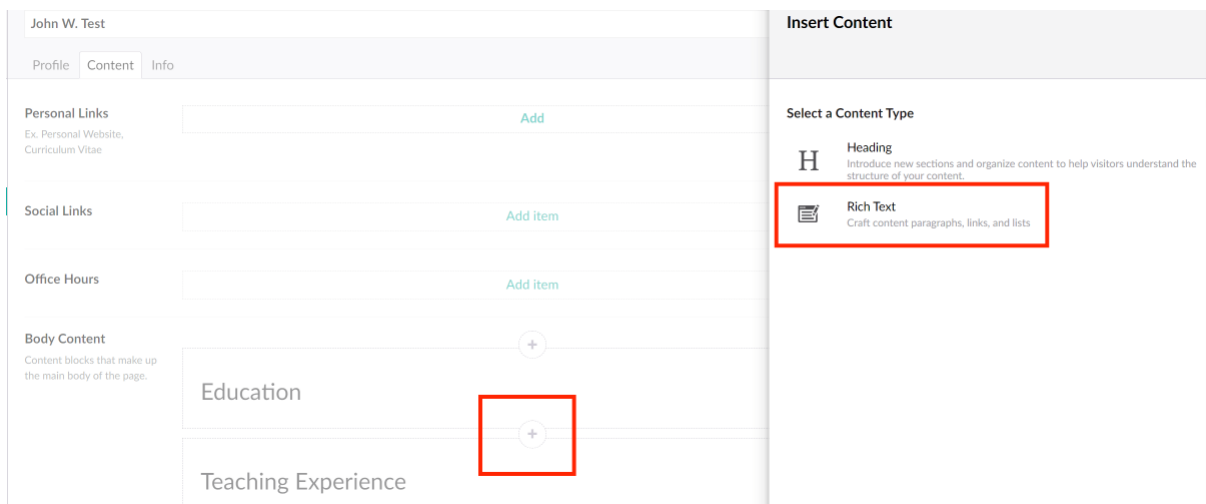 John W. Test
Profile Content Info
Personal Links
Ex. Personal Website,
Curriculum Vitae
Add
Social Links
Add item
Office Hours
Add item
Body Content
Content blocks that make up
the main body of the page.
+
Education
+
Teaching Experience
Insert Content
Select a Content Type
H
Heading
Introduce new sections and organize content to help visitors understand the
structure of your content.
Rich Text
Craft content paragraphs, links, and lists